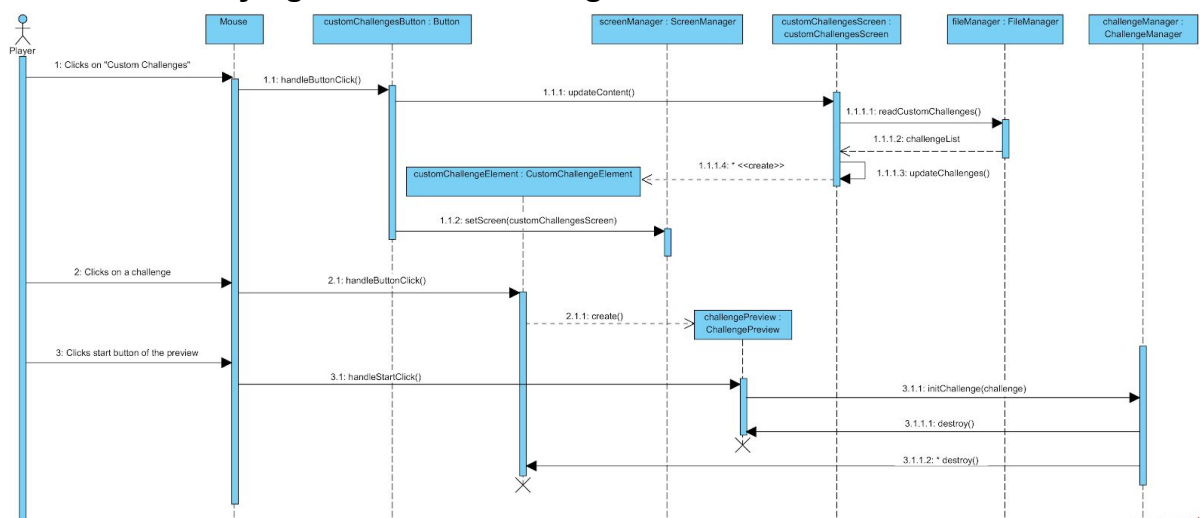 Player
Mouse
customChallengesButton : Button
screenManager : ScreenManager
customChallengesScreen :
customChallengesScreen
fileManager : FileManager
challengeManager :
ChallengeManager
1: Clicks on "Custom Challenges"
1.1: handleButtonClick()
1.1.1: updateContent()
1.1.1.1: readCustomChallenges()
1.1.1.2: challengeList
1.1.1.3: updateChallenges()
1.1.1.4: * <<create>>
customChallengeElement : CustomChallengeElement
1.1.2: setScreen(customChallengesScreen)
2: Clicks on a challenge
2.1: handleButtonClick()
2.1.1: create()
challengePreview :
ChallengePreview
3: Clicks start button of the preview
3.1: handleStartClick()
3.1.1: initChallenge(challenge)
3.1.1.1: destroy()
3.1.1.2: * destroy()